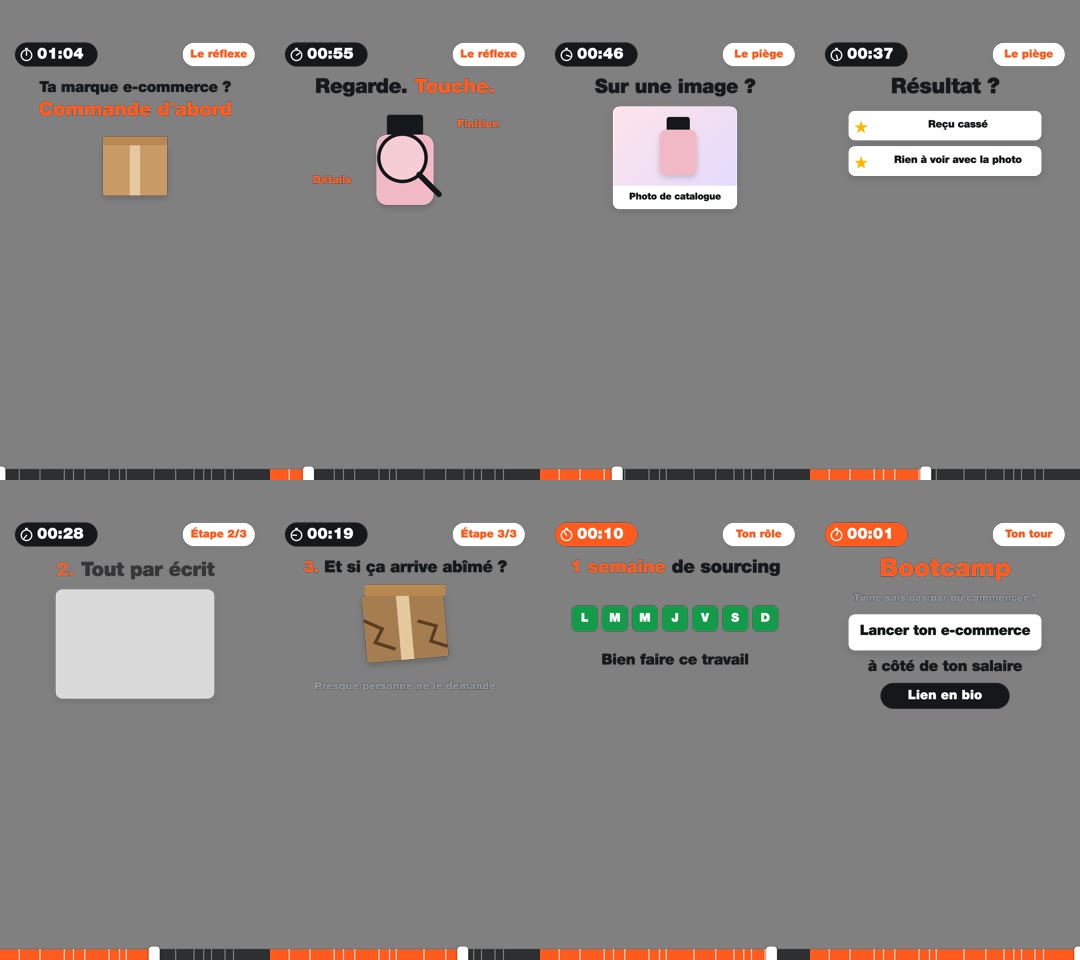 01:04
Le réflexe
Ta marque e-commerce ?
Commande d'abord
00:55
Le réflexe
Regarde. Touche.
Finition
Détails
00:46
Le piège
Sur une image ?
Photo de catalogue
00:37
Le piège
Résultat ?
Reçu cassé
Rien à voir avec la photo
00:28
Étape 2/3
2. Tout par écrit
00:19
Étape 3/3
3. Et si ça arrive abîmé ?
Presque personne ne le demande
00:10
Ton rôle
1 semaine de sourcing
L M M J V S D
Bien faire ce travail
00:01
Ton tour
Bootcamp
Tu ne sais pas par où commencer ?
Lancer ton e-commerce
à côté de ton salaire
Lien en bio